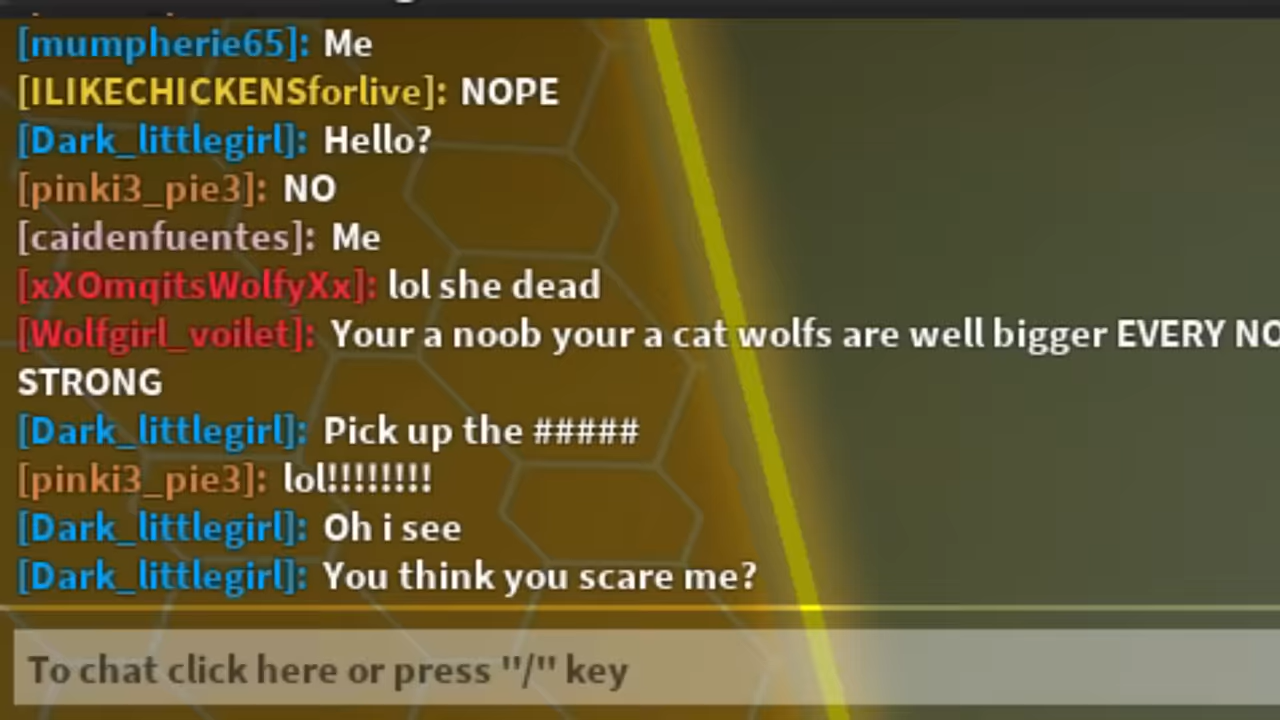 [mumpherie65]: Me
[ILIKECHICKENSforlive]: NOPE
[Dark_littlegirl]: Hello?
[pinki3_pie3]: NO
[caidenfuentes]: Me
[xXOmqitsWolfyXx]: lol she dead
[Wolfgirl_voilet]: Your a noob your a cat wolfs are well bigger EVERY
STRONG
[Dark_littlegirl]: Pick up the #####
[pinki3_pie3]: lol!!!!!!!!!
[Dark_littlegirl]: Oh i see
[Dark_littlegirl]: You think you scare me?
To chat click here or press "/" key